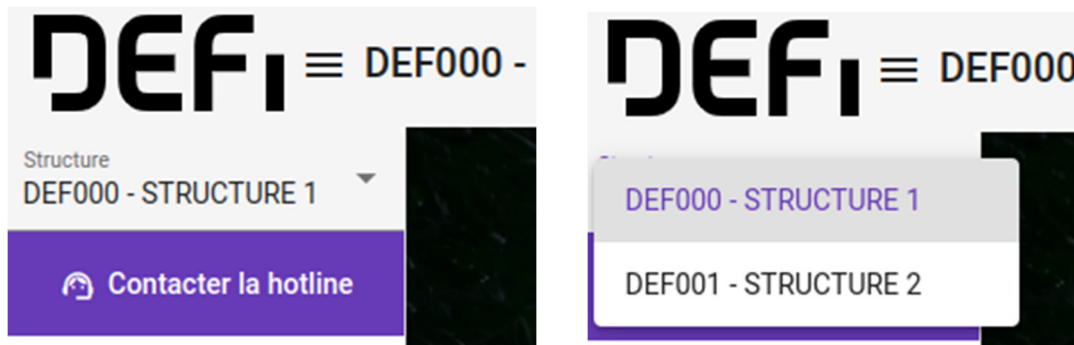 DEFi
DEF000 -
Structure
DEF000 - STRUCTURE 1
Contacter la hotline
DEFi
DEF000
DEF000 - STRUCTURE 1
DEF001 - STRUCTURE 2